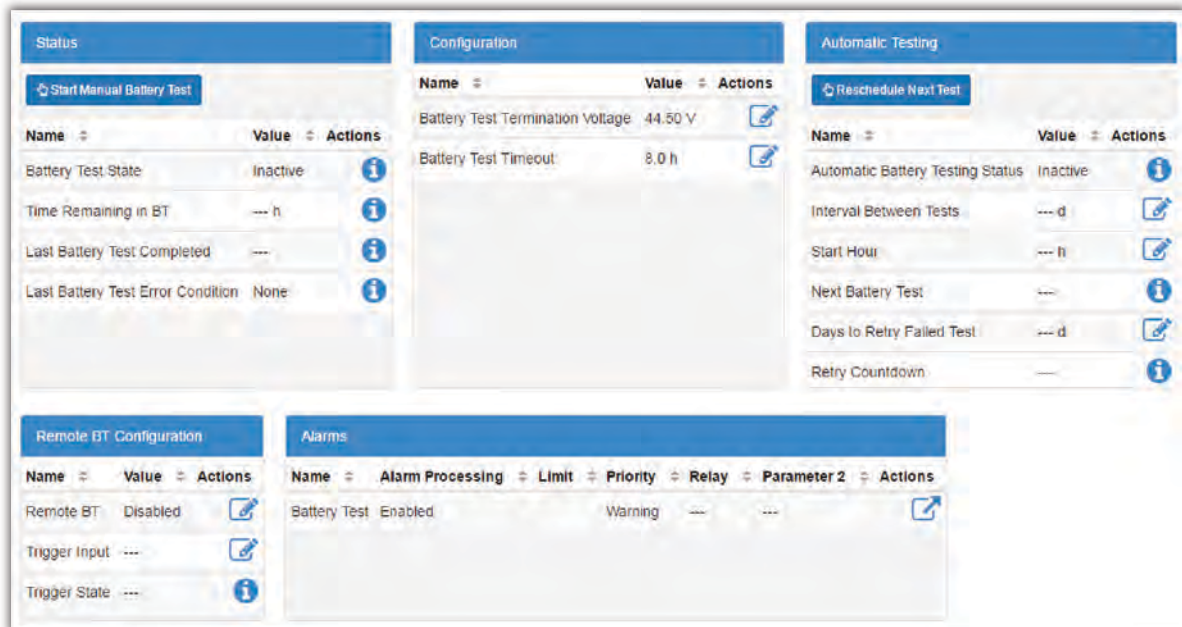 Status
Start Manual Battery Test
Name Value Actions
Battery Test State Inactive
Time Remaining in BT --- h
Last Battery Test Completed ---
Last Battery Test Error Condition None
Configuration
Name Value Actions
Battery Test Termination Voltage 44.50 V
Battery Test Timeout 8.0 h
Automatic Testing
Reschedule Next Test
Name Value Actions
Automatic Battery Testing Status Inactive
Interval Between Tests --- d
Start Hour --- h
Next Battery Test ---
Days to Retry Failed Test --- d
Retry Countdown ---
Remote BT Configuration
Name Value Actions
Remote BT Disabled
Trigger Input ---
Trigger State ---
Alarms
Name Alarm Processing Limit Priority Relay Parameter 2 Actions
Battery Test Enabled Warning --- ---